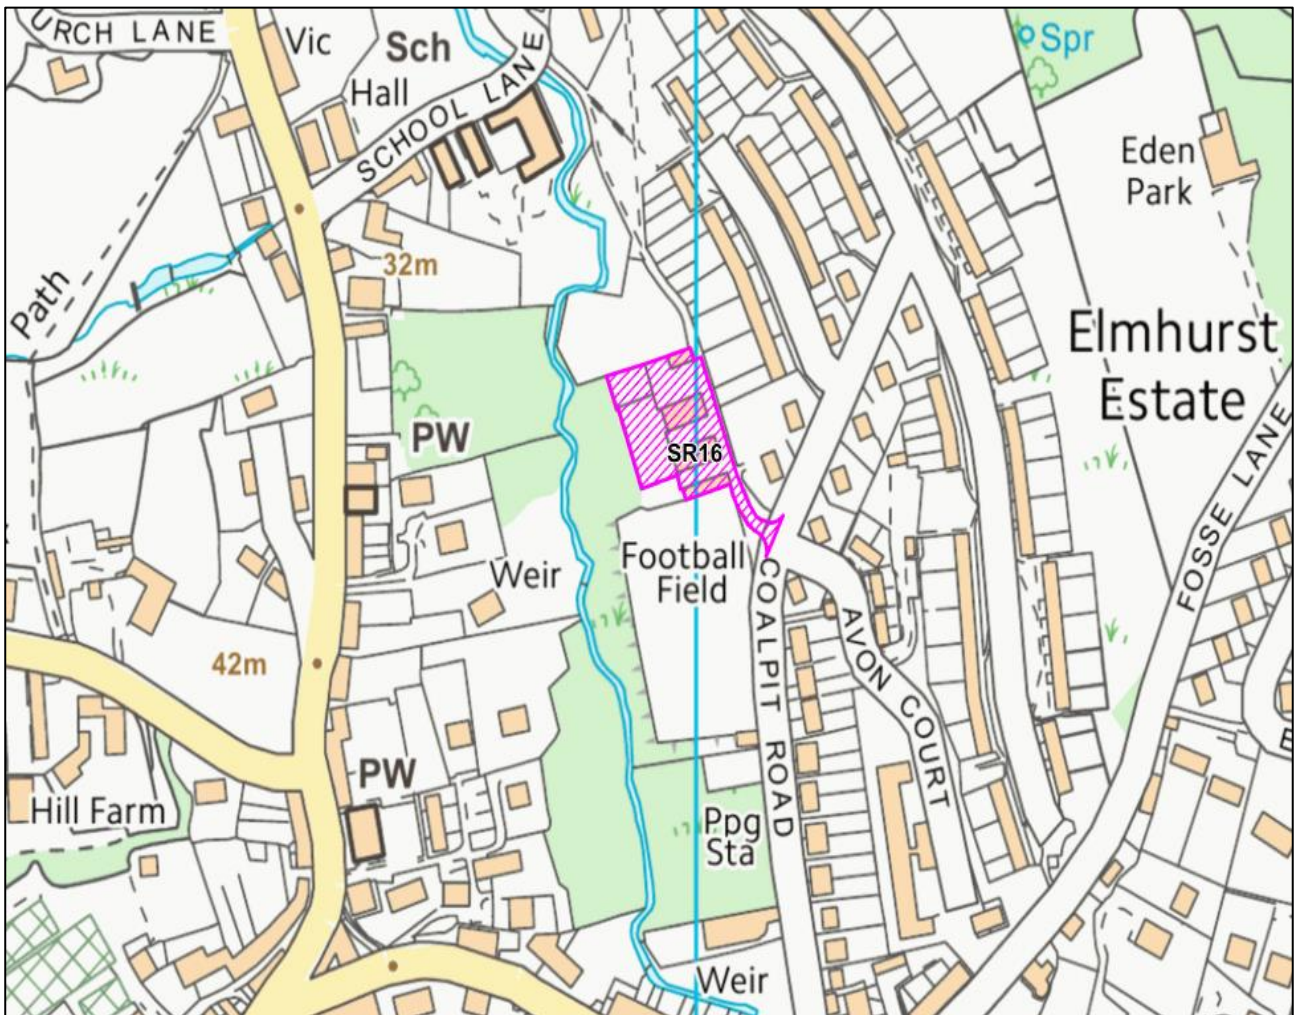 URCH LANE
Vic
Sch
Hall
SCHOOL LANE
Spr
Eden
Park
32m
Path
Elmhurst
Estate
PW
SR16
FOSSE LANE
Football
Field
Weir
COALPIT ROAD
AVON COURT
42m
PW
Hill Farm
Ppg
Sta
Weir